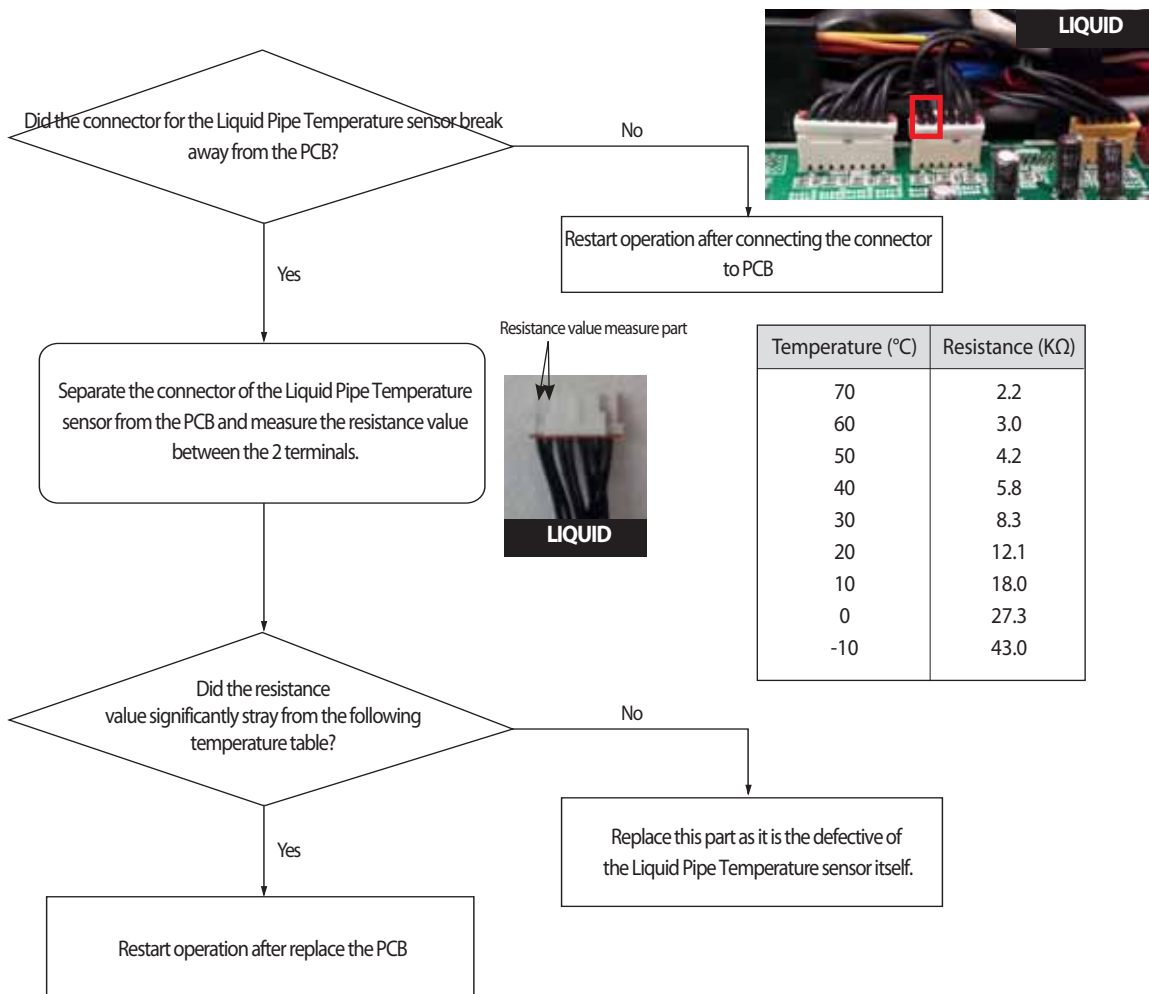 LIQUID
Did the connector for the Liquid Pipe Temperature sensor break
away from the PCB?
No
Restart operation after connecting the connector
to PCB
Yes
Resistance value measure part
LIQUID
Separate the connector of the Liquid Pipe Temperature
sensor from the PCB and measure the resistance value
between the 2 terminals.
Temperature (°C) Resistance (KΩ)
70 2.2
60 3.0
50 4.2
40 5.8
30 8.3
20 12.1
10 18.0
0 27.3
-10 43.0
Did the resistance
value significantly stray from the following
temperature table?
No
Replace this part as it is the defective of
the Liquid Pipe Temperature sensor itself.
Yes
Restart operation after replace the PCB